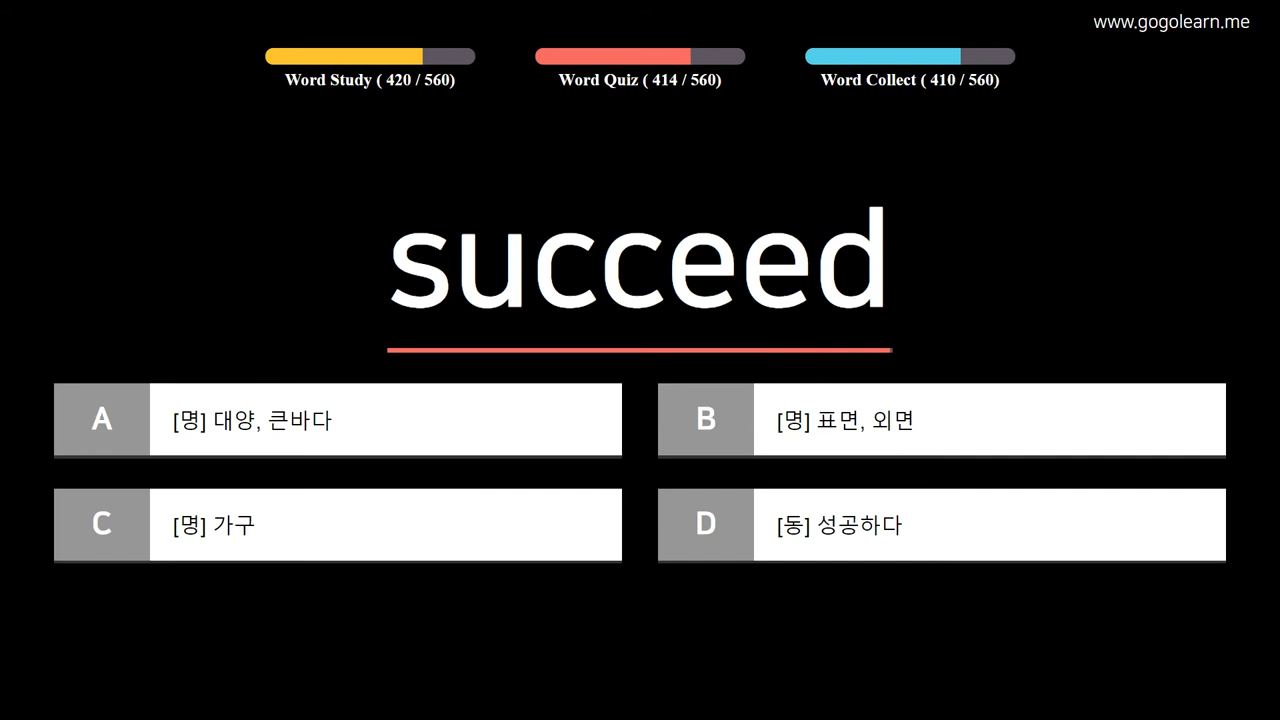 www.gogolearn.me
Word Study ( 420 / 560)
Word Quiz ( 414 / 560)
Word Collect ( 410 / 560)
succeed
A [명] 대양, 큰바다
B [명] 표면, 외면
C [명] 가구
D [동] 성공하다